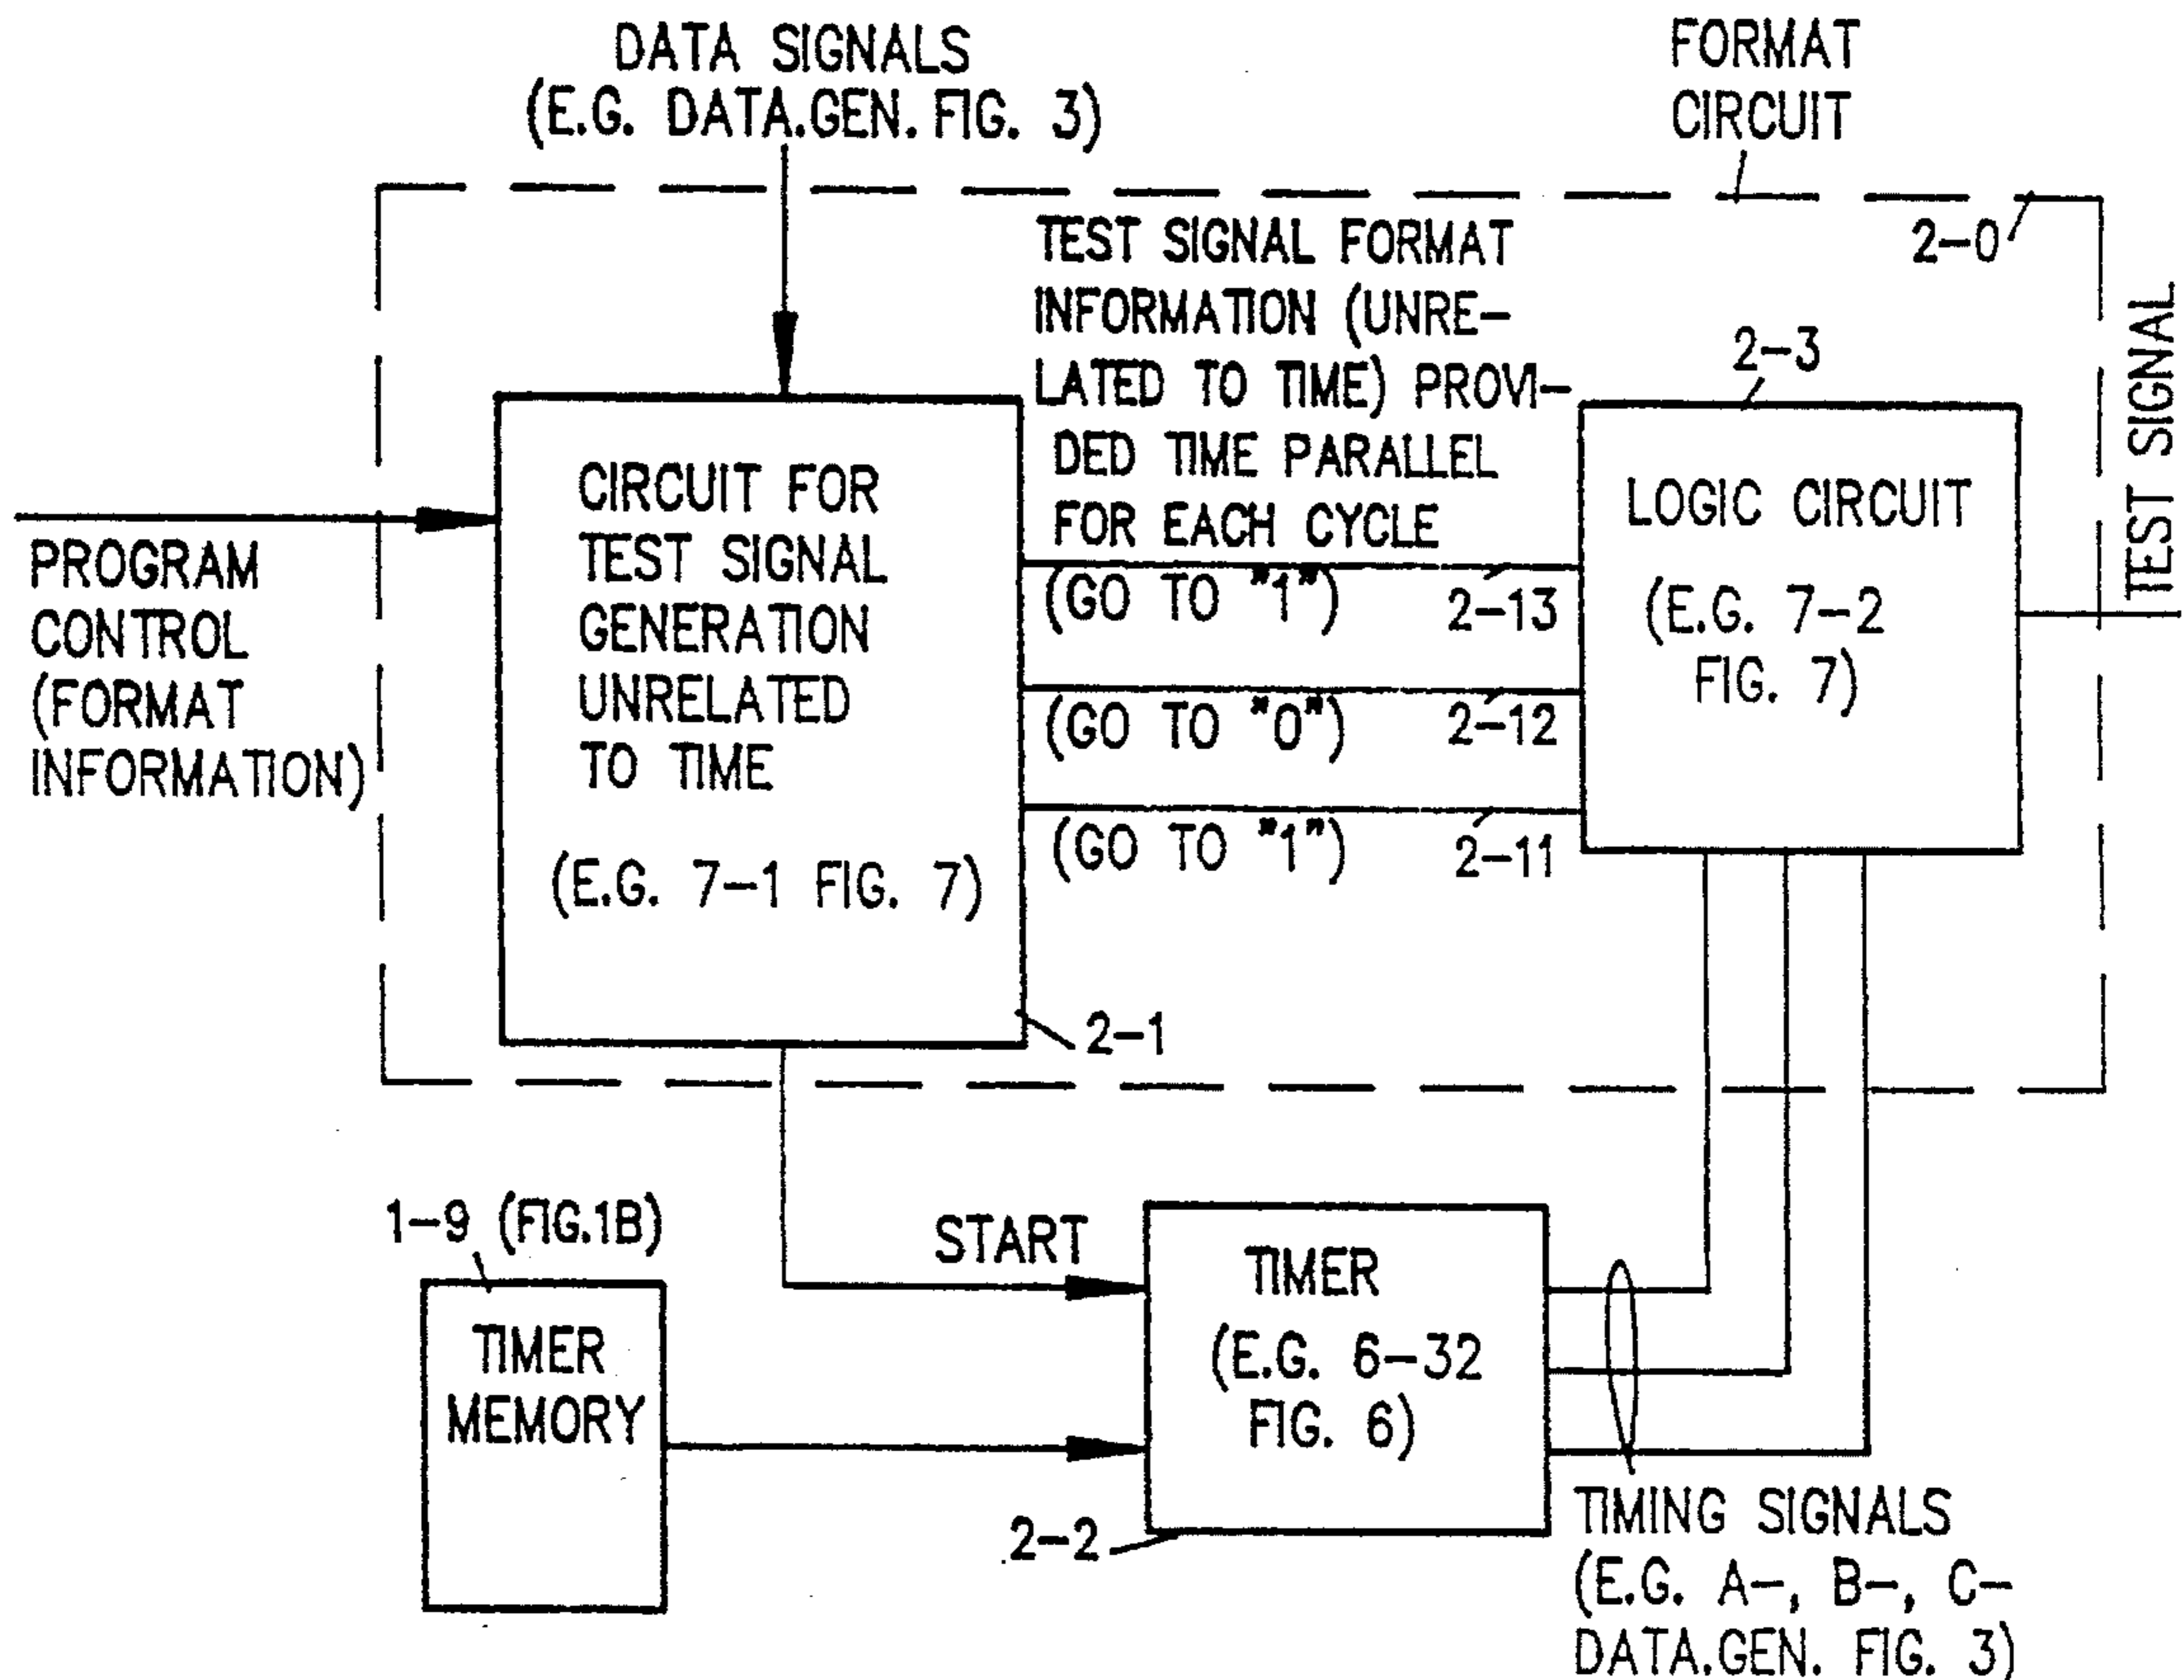 DATA SIGNALS
(E.G. DATA.GEN. FIG. 3)
FORMAT
CIRCUIT
2-0
TEST SIGNAL FORMAT
INFORMATION (UNRE-
LATED TO TIME) PROVI-
DED TIME PARALLEL
FOR EACH CYCLE
TEST SIGNAL
PROGRAM
CONTROL
(FORMAT
INFORMATION)
CIRCUIT FOR
TEST SIGNAL
GENERATION
UNRELATED
TO TIME
(E.G. 7-1 FIG. 7)
2-1
(GO TO "1")
2-13
(GO TO "0")
2-12
(GO TO "1")
2-11
2-3
LOGIC CIRCUIT
(E.G. 7-2
FIG. 7)
1-9 (FIG.1B)
TIMER
MEMORY
START
TIMER
(E.G. 6-32
FIG. 6)
2-2
TIMING SIGNALS
(E.G. A-, B-, C-
DATA.GEN. FIG. 3)